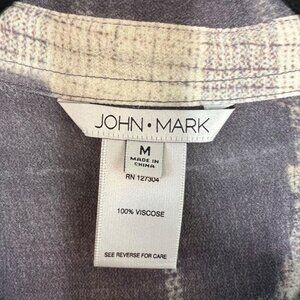 JOHN • MARK
M
MADE IN
CHINA
RN 127304
100% VISCOSE
SEE REVERSE FOR CARE